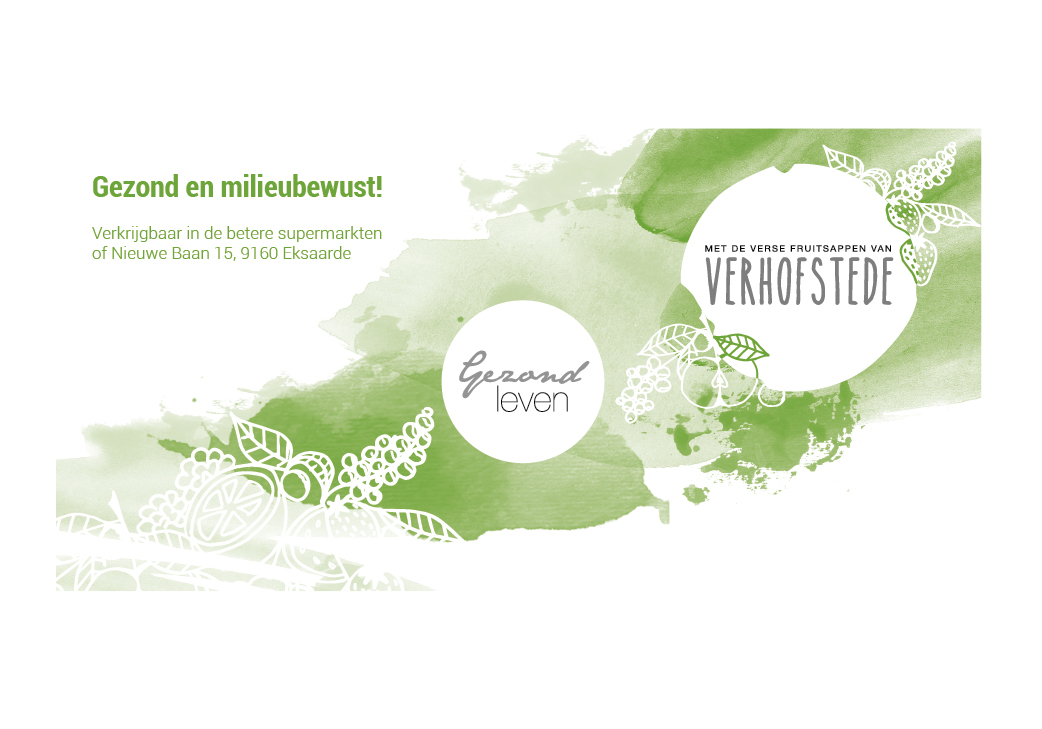 Gezond en milieubewust!
Verkrijgbaar in de betere supermarkten
of Nieuwe Baan 15, 9160 Eksaarde
MET DE VERSE FRUITSAPPEN VAN
VERHOFSTEDE
Gezond
leven